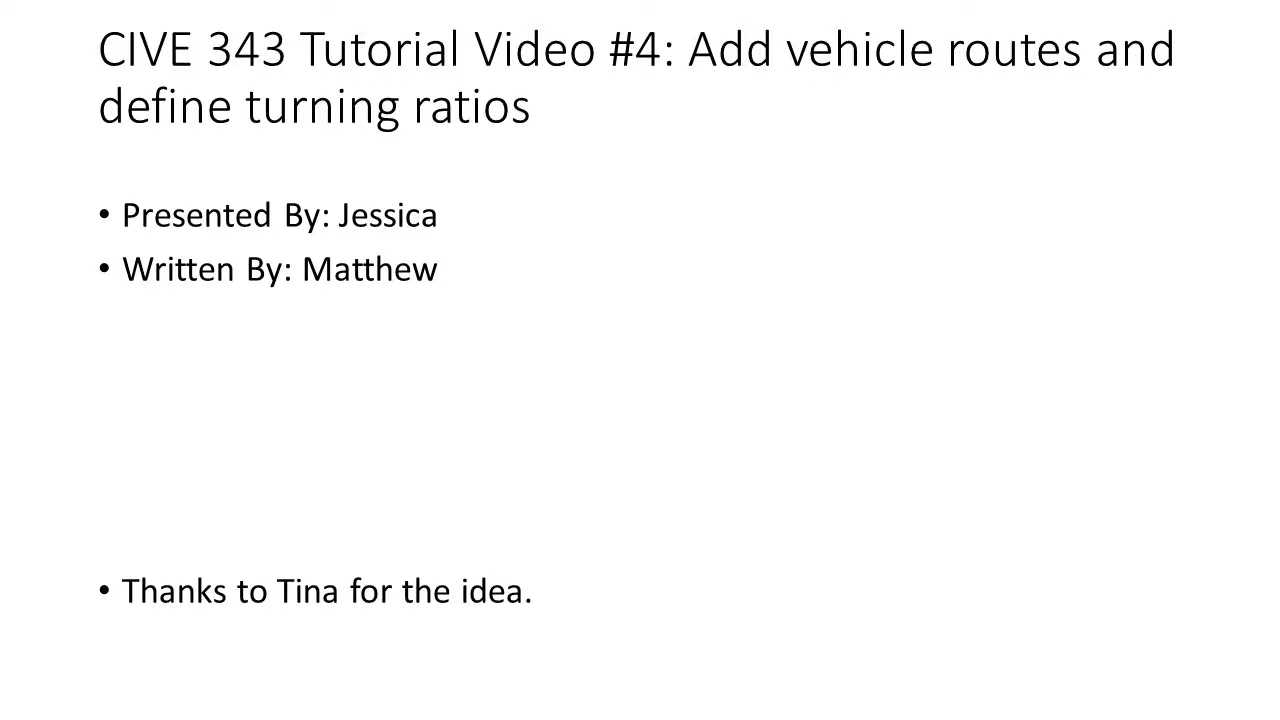 CIVE 343 Tutorial Video #4: Add vehicle routes and
define turning ratios
• Presented By: Jessica
• Written By: Matthew
• Thanks to Tina for the idea.